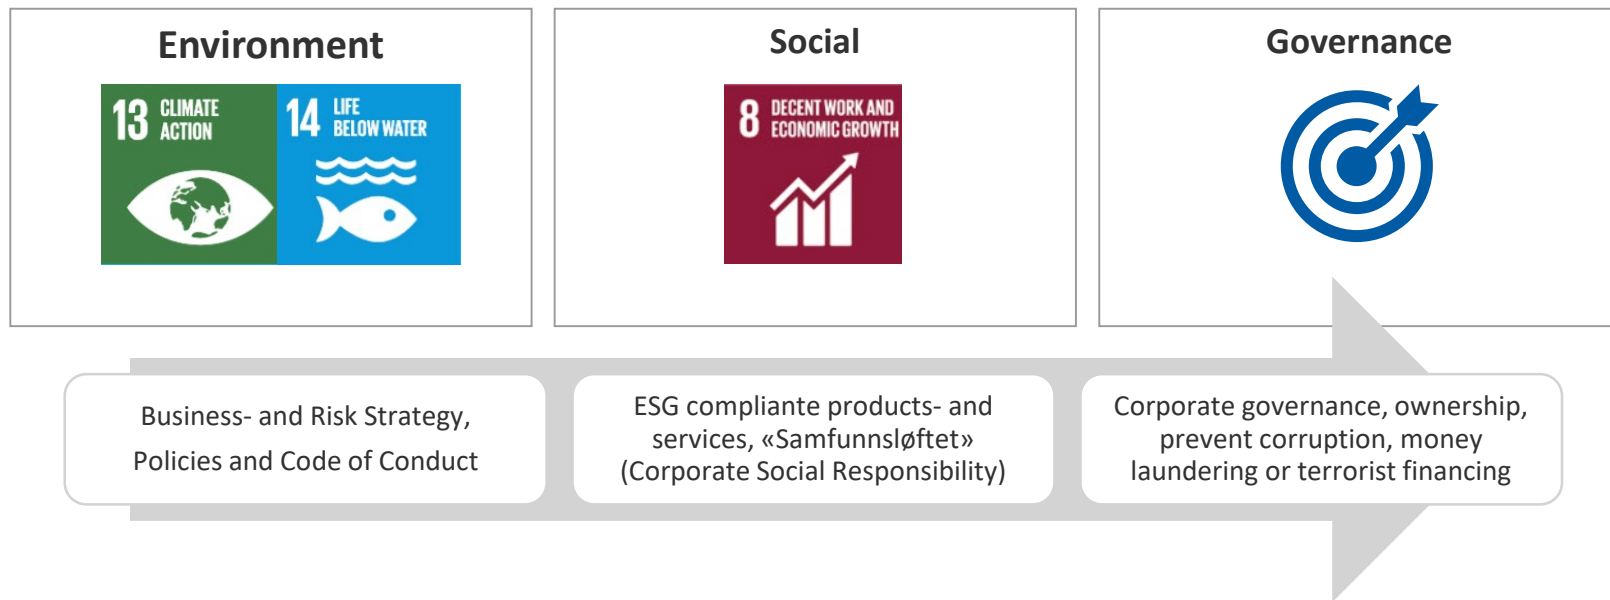 Environment
13 CLIMATE
ACTION
14 LIFE
BELOW WATER
Social
8 DECENT WORK AND
ECONOMIC GROWTH
Governance
Business- and Risk Strategy,
Policies and Code of Conduct
ESG compliante products- and
services, «Samfunnsløftet»
(Corporate Social Responsibility)
Corporate governance, ownership,
prevent corruption, money
laundering or terrorist financing